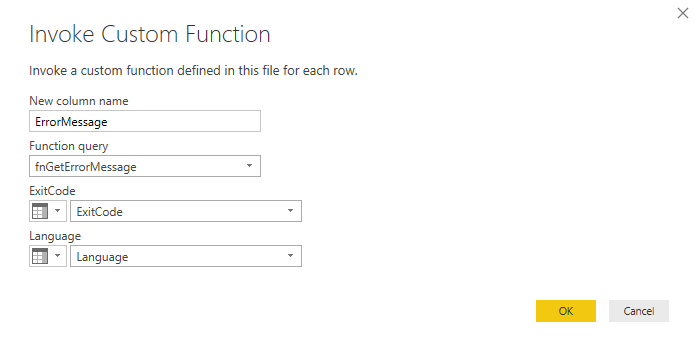 Invoke Custom Function
Invoke a custom function defined in this file for each row.
New column name
ErrorMessage
Function query
fnGetErrorMessage
ExitCode
ExitCode
Language
Language
OK
Cancel